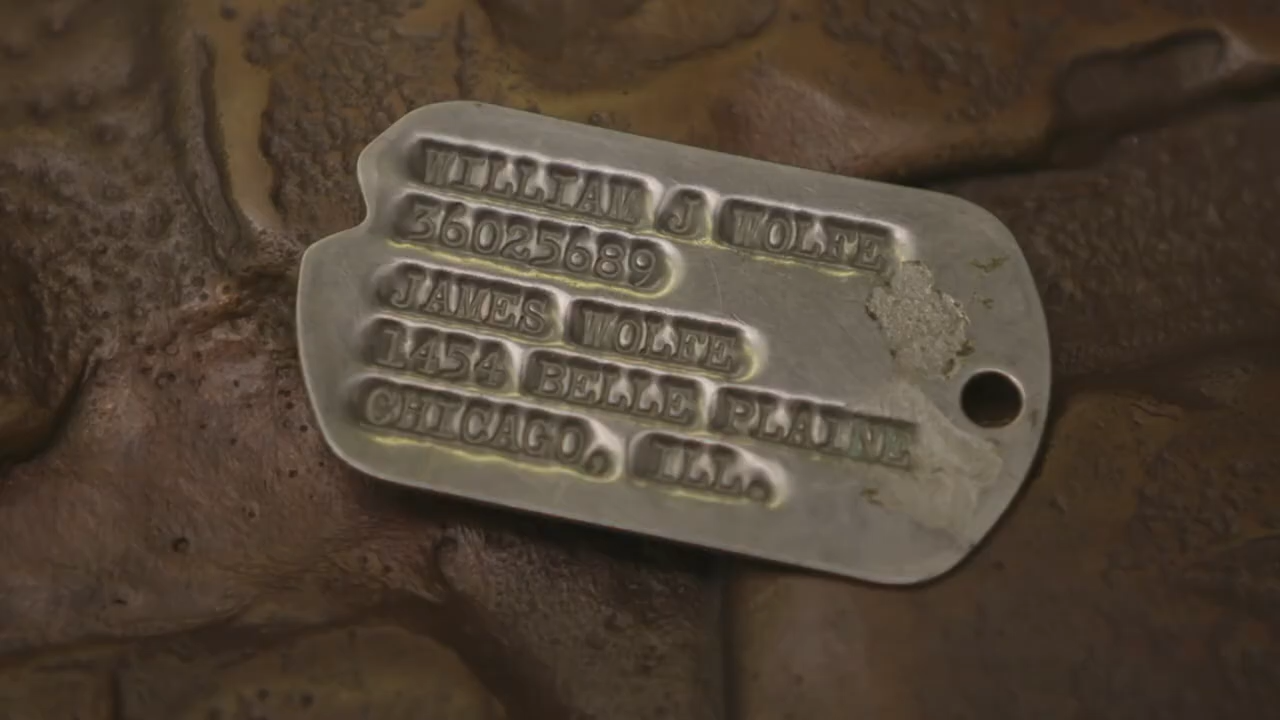 WILLIAM J WOLFE
36025689
JAMES WOLFE
1454 BELLE PLAINE
CHICAGO, ILL.